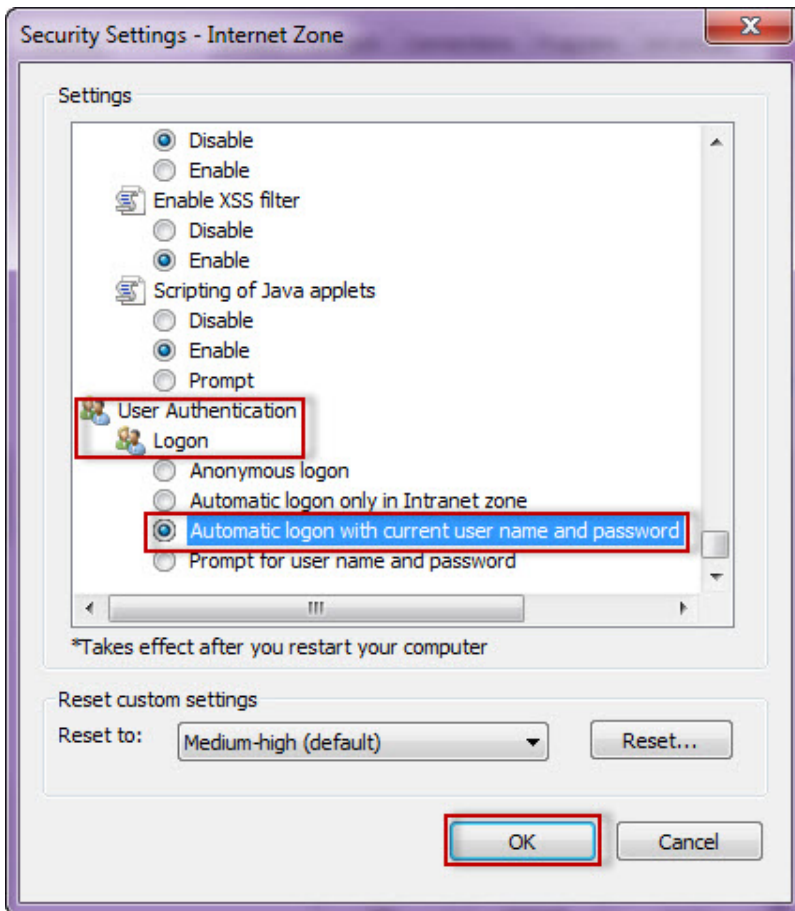 Security Settings - Internet Zone
Settings
Disable
Enable
Enable XSS filter
Disable
Enable
Scripting of Java applets
Disable
Enable
Prompt
User Authentication
Logon
Anonymous logon
Automatic logon only in Intranet zone
Automatic logon with current user name and password
Prompt for user name and password
*Takes effect after you restart your computer
Reset custom settings
Reset to: Medium-high (default) Reset...
OK Cancel